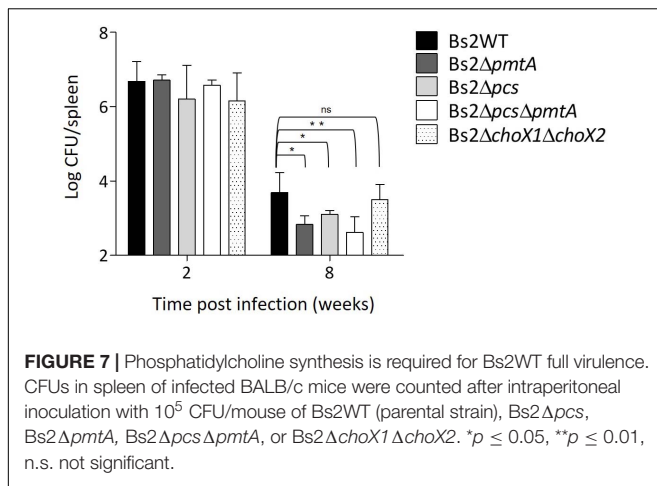 8
6
4
2
Log CFU/spleen
ns
* *
*
*
2
8
Time post infection (weeks)
Bs2WT
Bs2ΔpmtA
Bs2Δpcs
Bs2ΔpcsΔpmtA
Bs2ΔchoX1ΔchoX2
FIGURE 7 | Phosphatidylcholine synthesis is required for Bs2WT full virulence.
CFUs in spleen of infected BALB/c mice were counted after intraperitoneal
inoculation with 10⁵ CFU/mouse of Bs2WT (parental strain), Bs2Δpcs,
Bs2ΔpmtA, Bs2ΔpcsΔpmtA, or Bs2ΔchoX1ΔchoX2. *p ≤ 0.05, **p ≤ 0.01,
n.s. not significant.